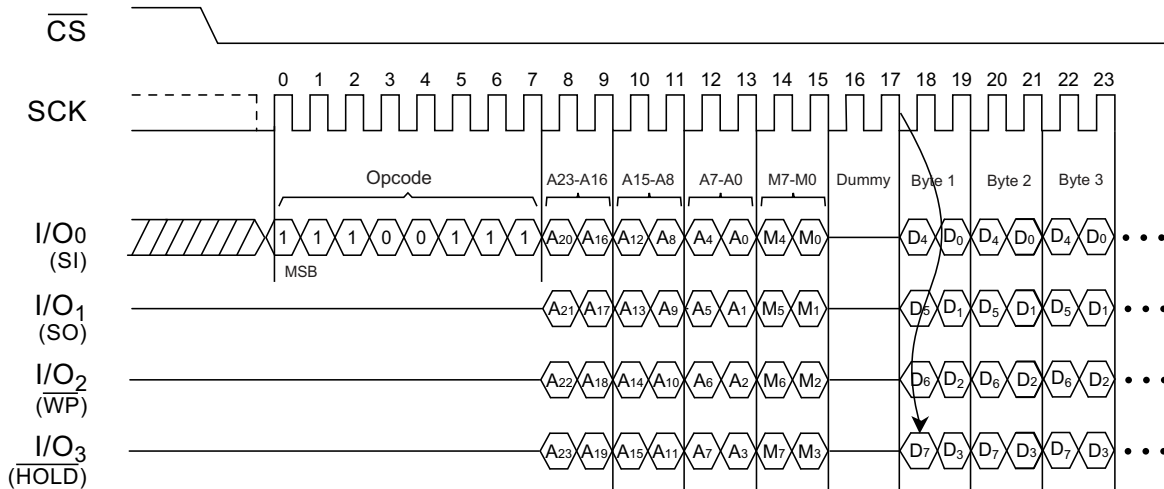 CS
0 1 2 3 4 5 6 7 8 9 10 11 12 13 14 15 16 17 18 19 20 21 22 23
SCK
Opcode A23-A16 A15-A8 A7-A0 M7-M0 Dummy Byte 1 Byte 2 Byte 3
I/O0 1 1 1 0 0 1 1 1 A20 A16 A12 A8 A4 A0 M4 M0 D4 D0 D4 D0 D4 D0 • • •
(SI)
MSB
I/O1 A21 A17 A13 A9 A5 A1 M5 M1 D5 D1 D5 D1 D5 D1 • • •
(SO)
I/O2 A22 A18 A14 A10 A6 A2 M6 M2 D6 D2 D6 D2 D6 D2 • • •
(WP)
I/O3 A23 A19 A15 A11 A7 A3 M7 M3 D7 D3 D7 D3 D7 D3 • • •
(HOLD)